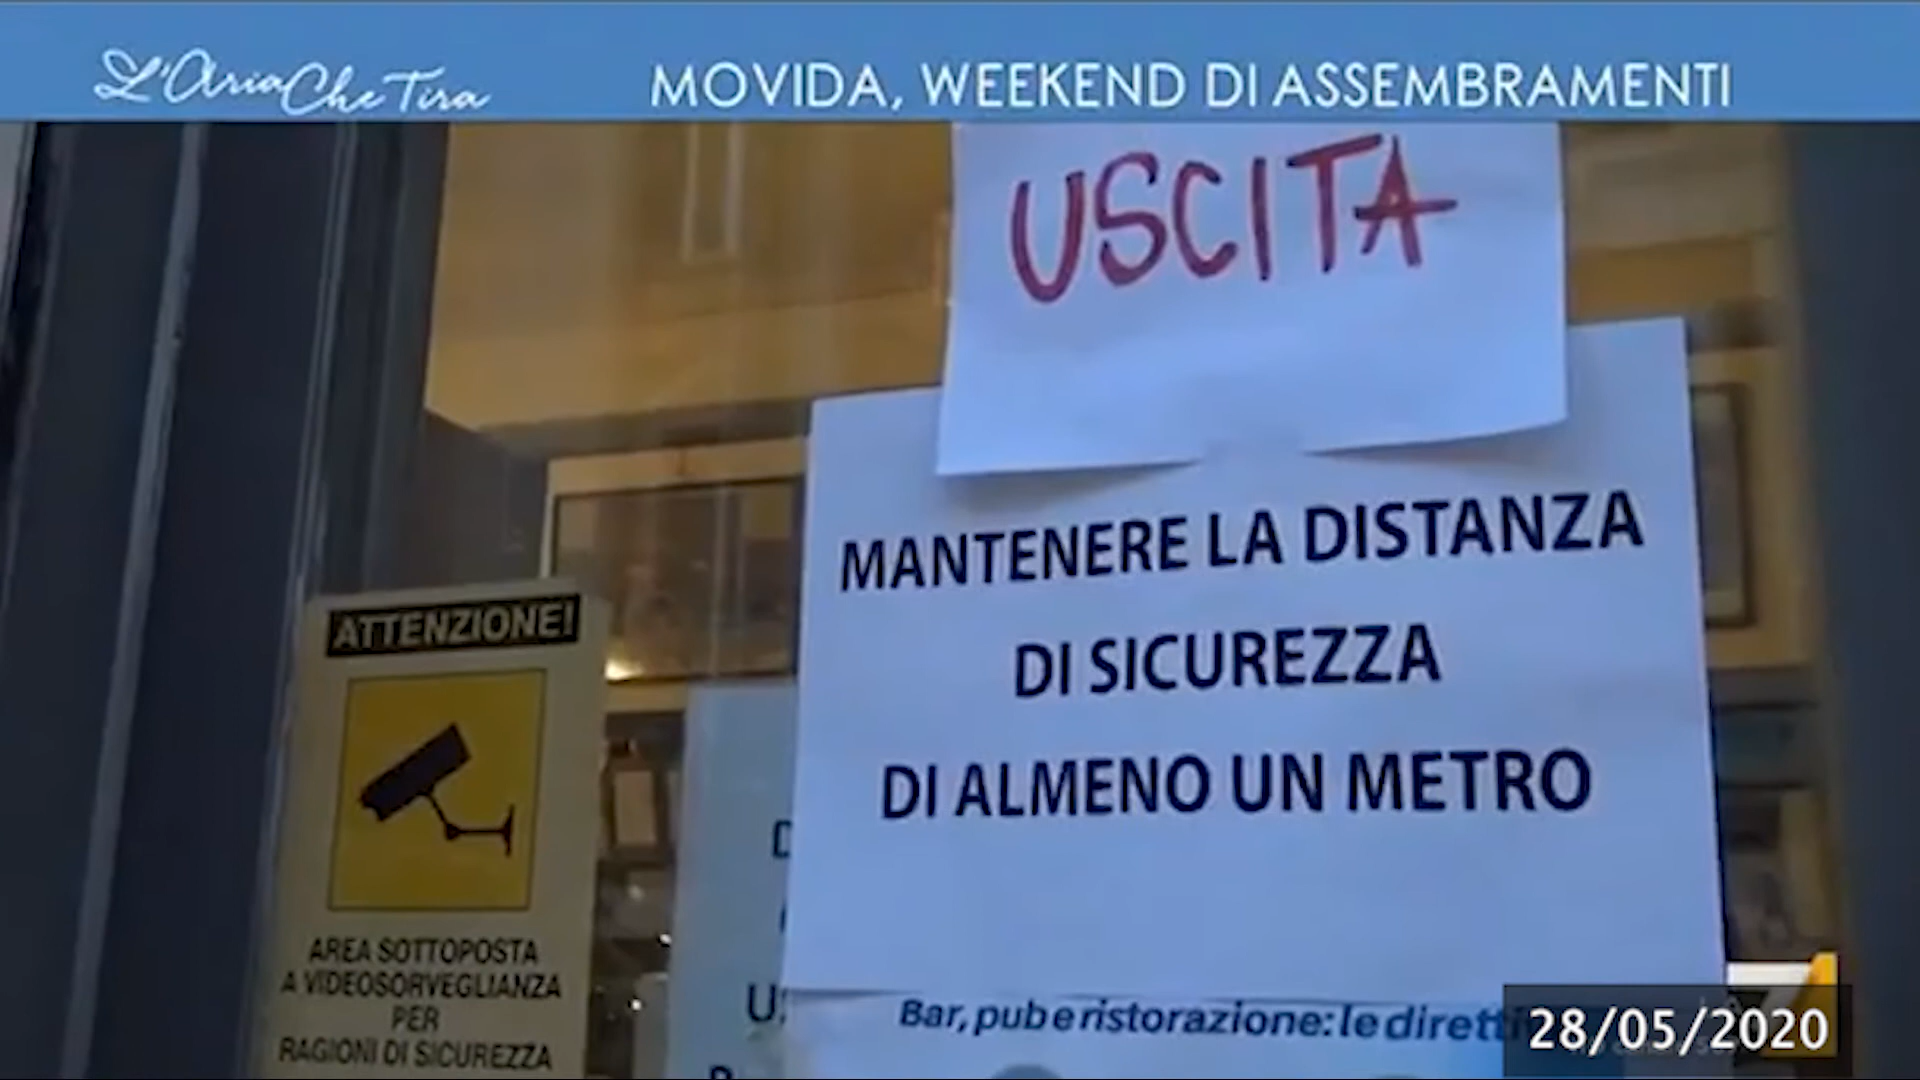 L'Aria Che Tira
MOVIDA, WEEKEND DI ASSEMBRAMENTI
USCITA
MANTENERE LA DISTANZA
DI SICUREZZA
DI ALMENO UN METRO
ATTENZIONE!
AREA SOTTOPOSTA
A VIDEOSORVEGLIANZA
PER
RAGIONI DI SICUREZZA
Bar, pub e ristorazione: le
28/05/2020